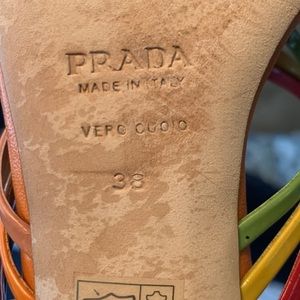 PRADA
MADE IN ITALY
VERO CUOIO
38